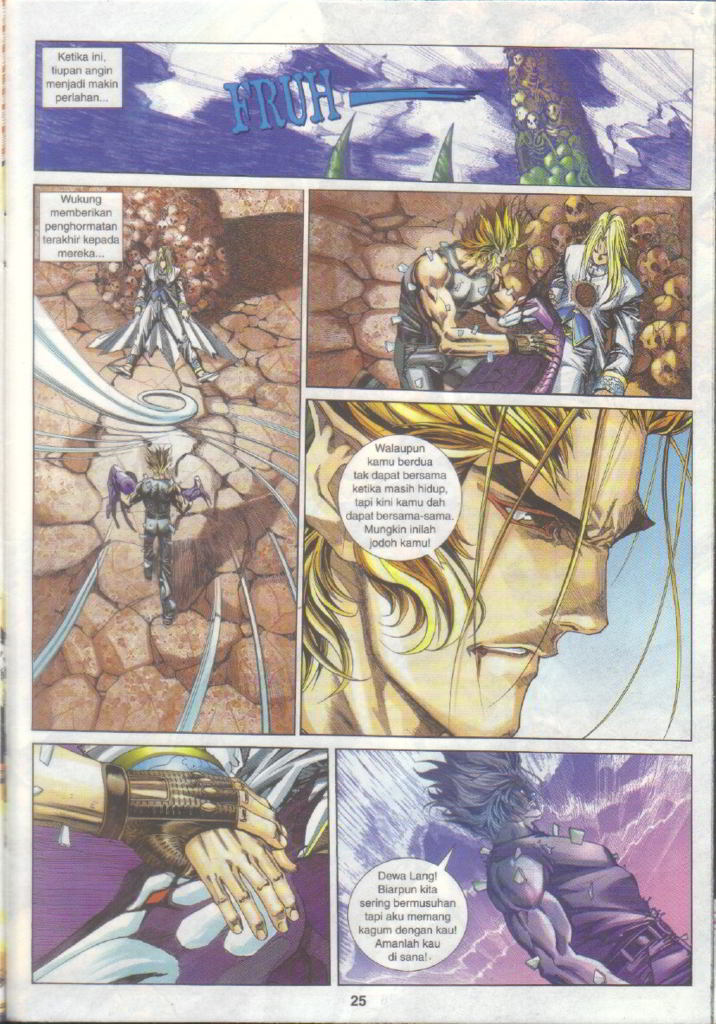 Ketika ini,
tiupan angin
menjadi makin
perlahan...
FRUH
Wukung
memberikan
penghormatan
terakhir kepada
mereka...
Walaupun
kamu berdua
tak dapat bersama
ketika masih hidup,
tapi kini kamu dah
dapat bersama-sama.
Mungkin inilah
jodoh kamu!
Dewa Lang!
Biarpun kita
sering bermusuhan
tapi aku memang
kagum dengan kau!
Amanlah kau
di sana!
25